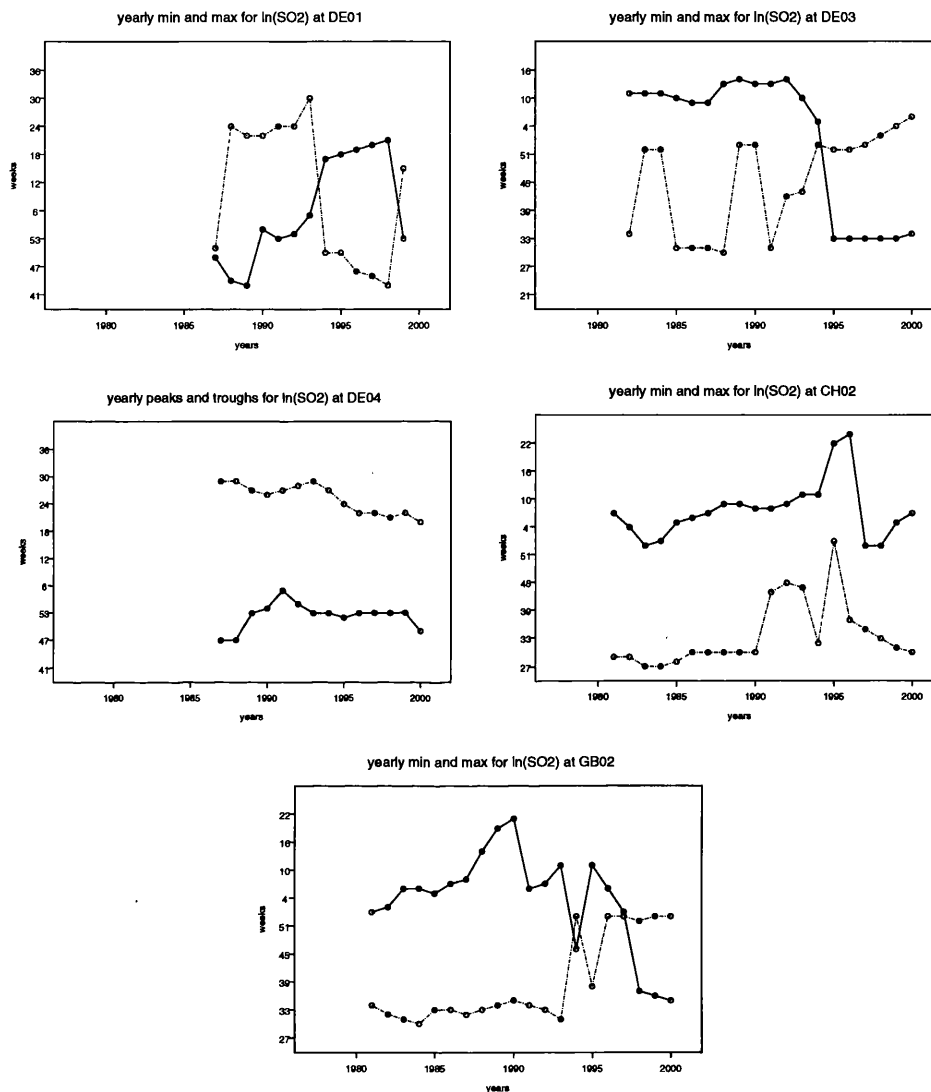 yearly min and max for ln(SO2) at DE01
36
30
24
18
12
6
53
47
41
weeks
1980 1985 1990 1995 2000
years
yearly min and max for ln(SO2) at DE03
16
10
4
51
45
39
33
27
21
weeks
1980 1985 1990 1995 2000
years
yearly peaks and troughs for ln(SO2) at DE04
36
30
24
18
12
6
53
47
41
weeks
1980 1985 1990 1995 2000
years
yearly min and max for ln(SO2) at CH02
22
16
10
4
51
45
39
33
27
weeks
1980 1985 1990 1995 2000
years
yearly min and max for ln(SO2) at GB02
22
16
10
4
51
45
39
33
27
weeks
1980 1985 1990 1995 2000
years